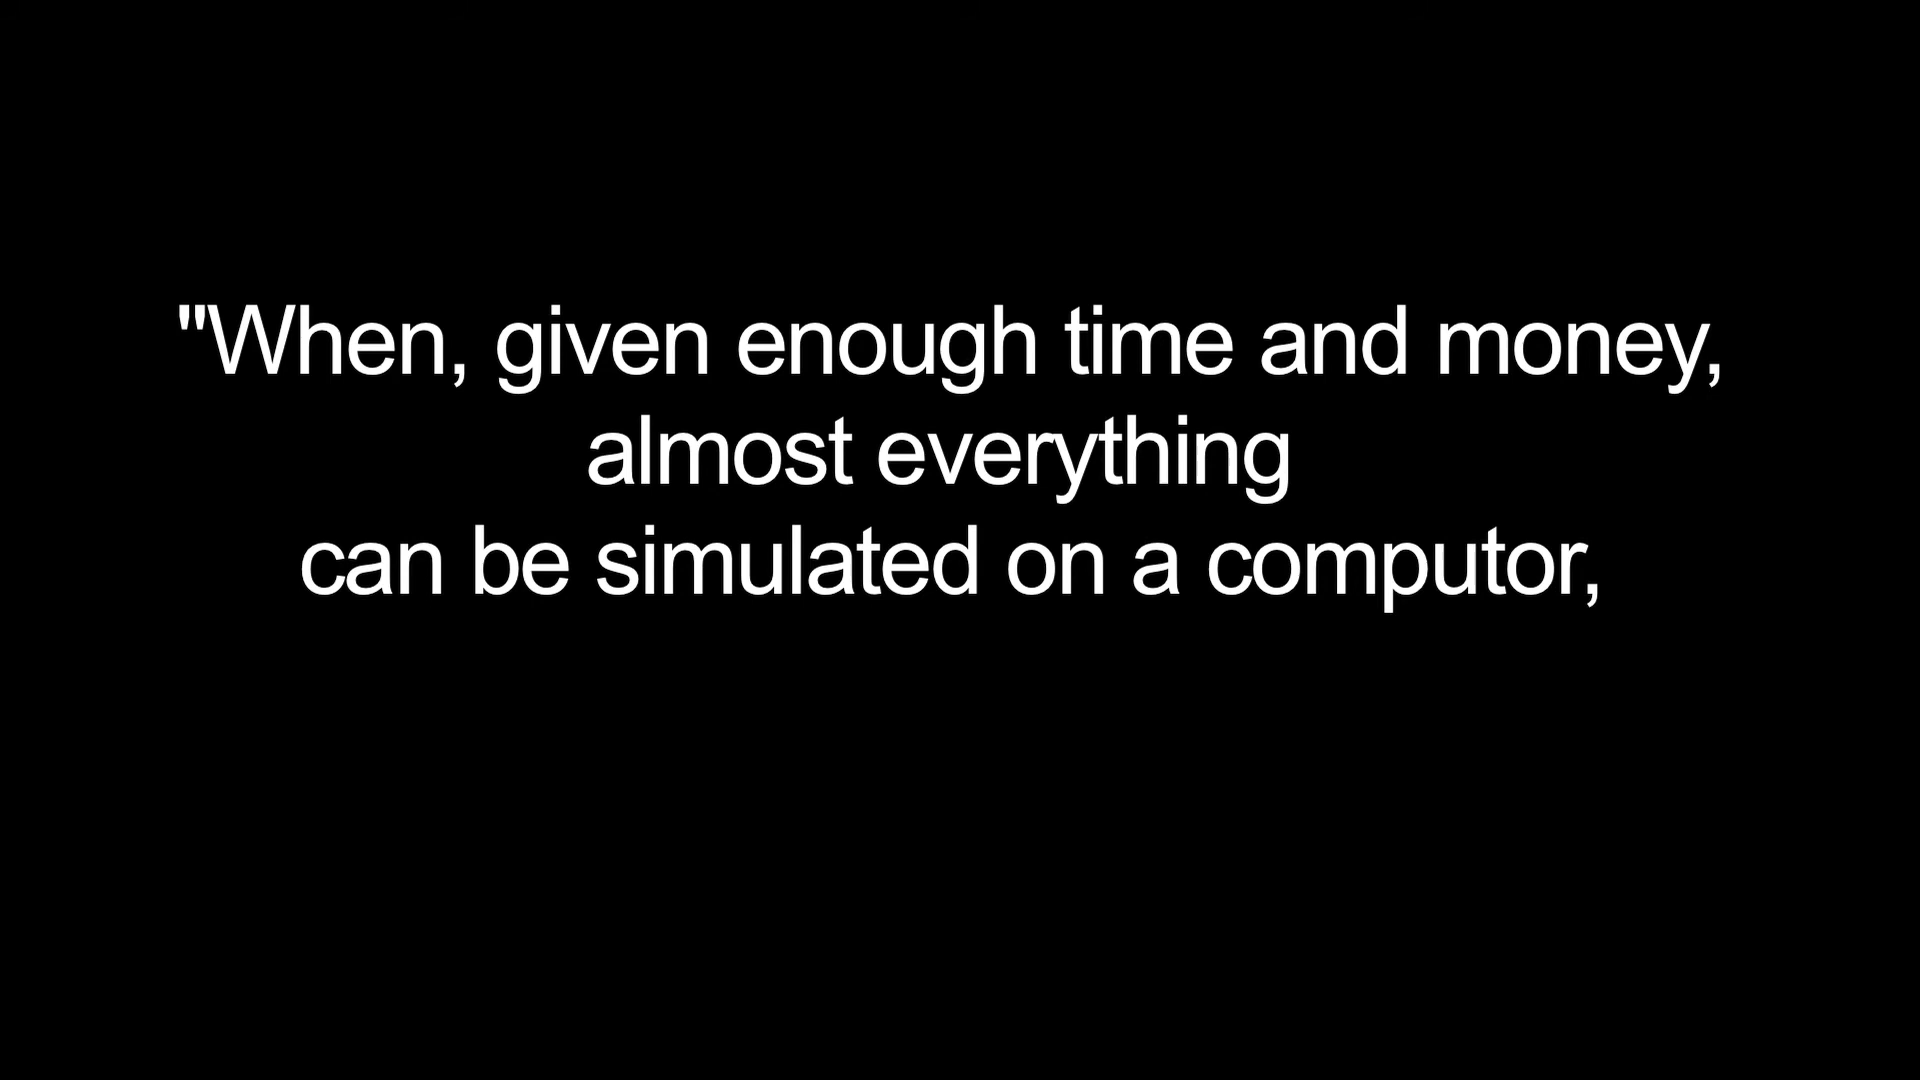 "When, given enough time and money,
almost everything
can be simulated on a computor,